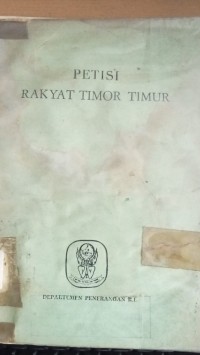 PETISI
RAKYAT TIMOR TIMUR
DEPARTEMEN PENERANGAN R.I.